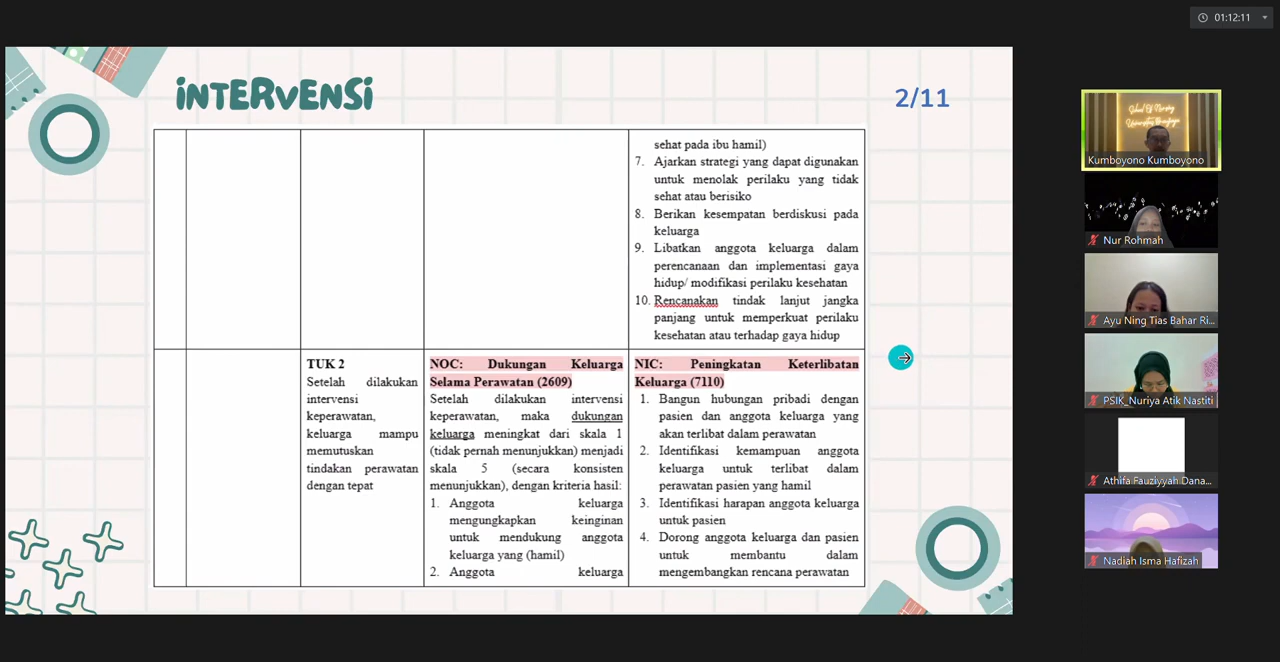 01:12:11
INTERVENSI
2/11
sehat pada ibu hamil)
7. Ajarkan strategi yang dapat digunakan
untuk menolak perilaku yang tidak
sehat atau berisiko
8. Berikan kesempatan berdiskusi pada
keluarga
9. Libatkan anggota keluarga dalam
perencanaan dan implementasi gaya
hidup/ modifikasi perilaku kesehatan
10. Rencanakan tindak lanjut jangka
panjang untuk memperkuat perilaku
kesehatan atau terhadap gaya hidup
TUK 2
Setelah dilakukan
intervensi
keperawatan,
keluarga mampu
memutuskan
tindakan perawatan
dengan tepat
NOC: Dukungan Keluarga
Selama Perawatan (2609)
Setelah dilakukan intervensi
keperawatan, maka dukungan
keluarga meningkat dari skala 1
(tidak pernah menunjukkan) menjadi
skala 5 (secara konsisten
menunjukkan), dengan kriteria hasil:
1. Anggota keluarga
mengungkapkan keinginan
untuk mendukung anggota
keluarga yang (hamil)
2. Anggota keluarga
NIC: Peningkatan Keterlibatan
Keluarga (7110)
1. Bangun hubungan pribadi dengan
pasien dan anggota keluarga yang
akan terlibat dalam perawatan
2. Identifikasi kemampuan anggota
keluarga untuk terlibat dalam
perawatan pasien yang hamil
3. Identifikasi harapan anggota keluarga
untuk pasien
4. Dorong anggota keluarga dan pasien
untuk membantu dalam
mengembangkan rencana perawatan
School Of Nursing
Kumboyono Kumboyono
Nur Rohmah
Ayu Ning Tias Bahar Ri...
PSIK_Nuriya Atik Nastiti
Athifa Fauziyyah Dana...
Nadiah Isma Hafizah